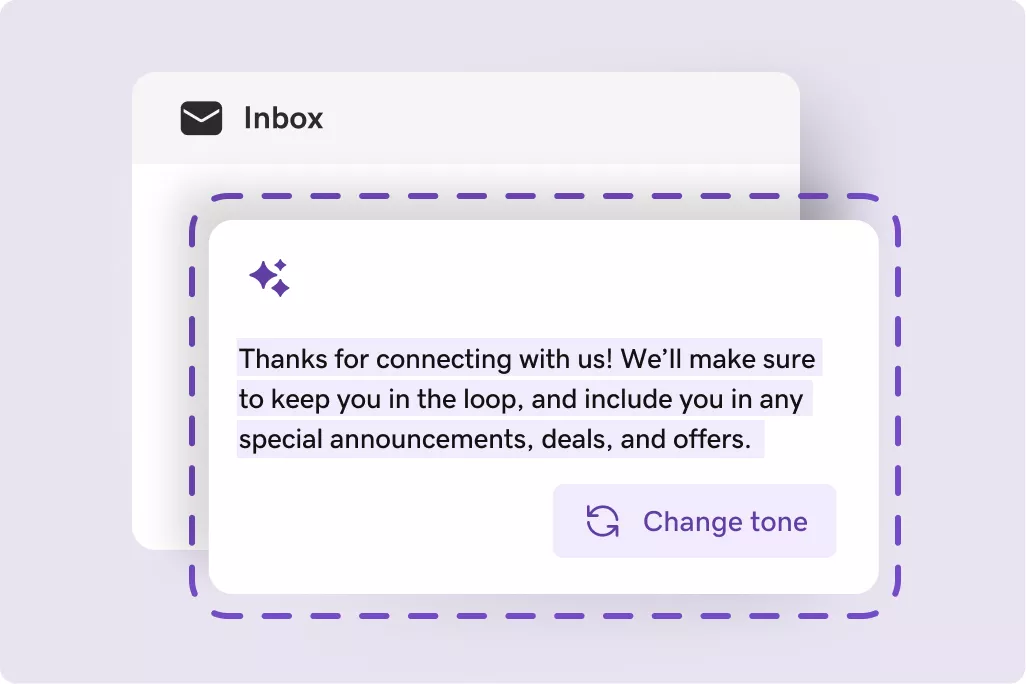 Inbox
Thanks for connecting with us! We’ll make sure
to keep you in the loop, and include you in any
special announcements, deals, and offers.
Change tone